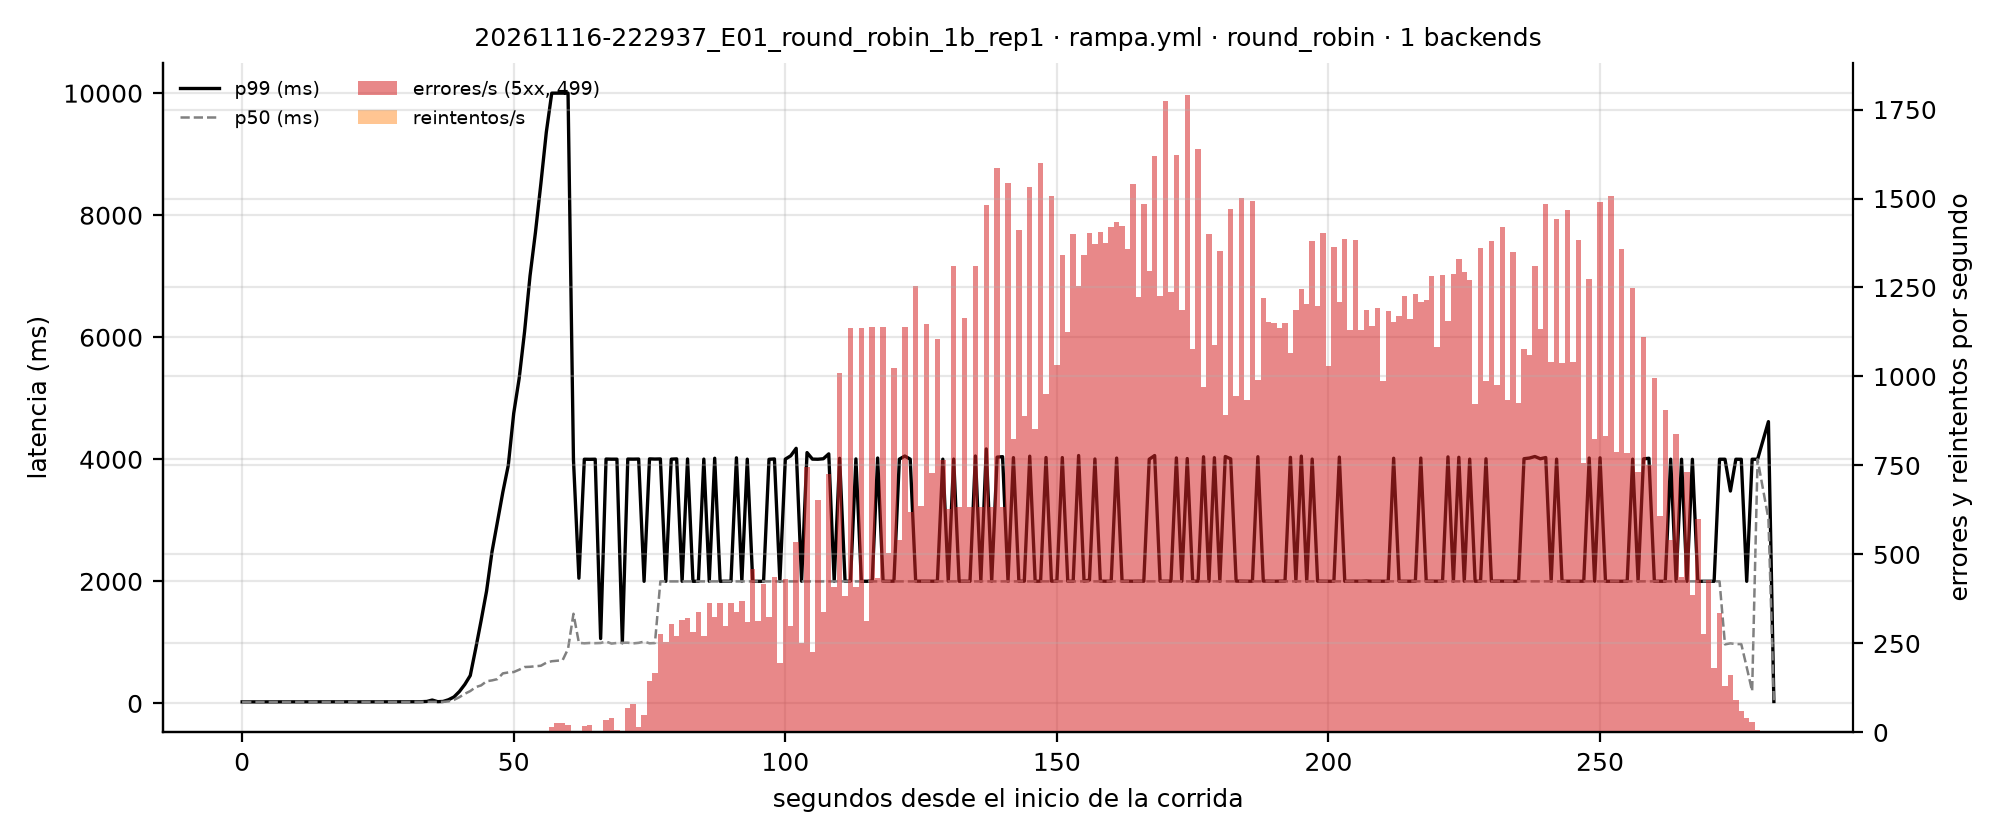 20261116-222937_E01_round_robin_1b_rep1 · rampa.yml · round_robin · 1 backends
p99 (ms)
p50 (ms)
errores/s (5xx, 499)
reintentos/s
latencia (ms)
10000
8000
6000
4000
2000
0
1750
1500
1250
1000
750
500
250
0
errores y reintentos por segundo
0
50
100
150
200
250
segundos desde el inicio de la corrida